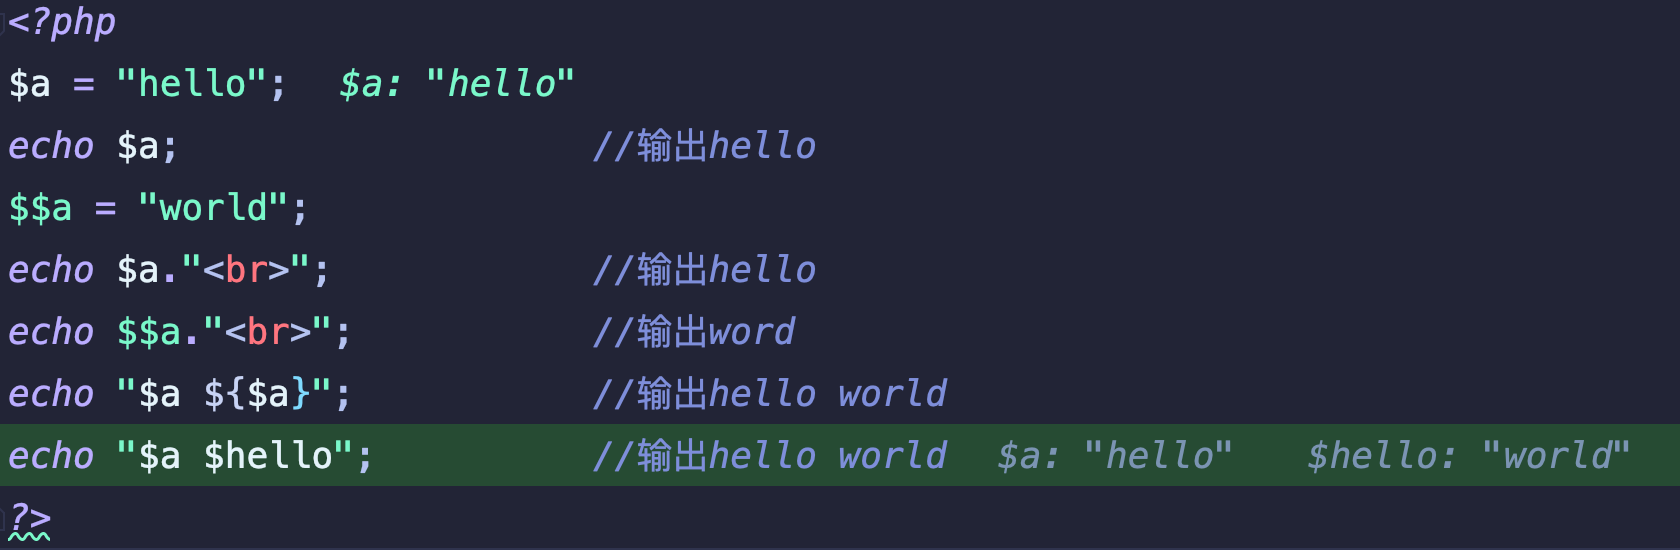 <?php
$a = "hello"; $a: "hello"
echo $a; //输出hello
$$a = "world";
echo $a."<br>"; //输出hello
echo $$a."<br>"; //输出word
echo "$a ${$a}"; //输出hello world
echo "$a $hello"; //输出hello world $a: "hello" $hello: "world"
?>